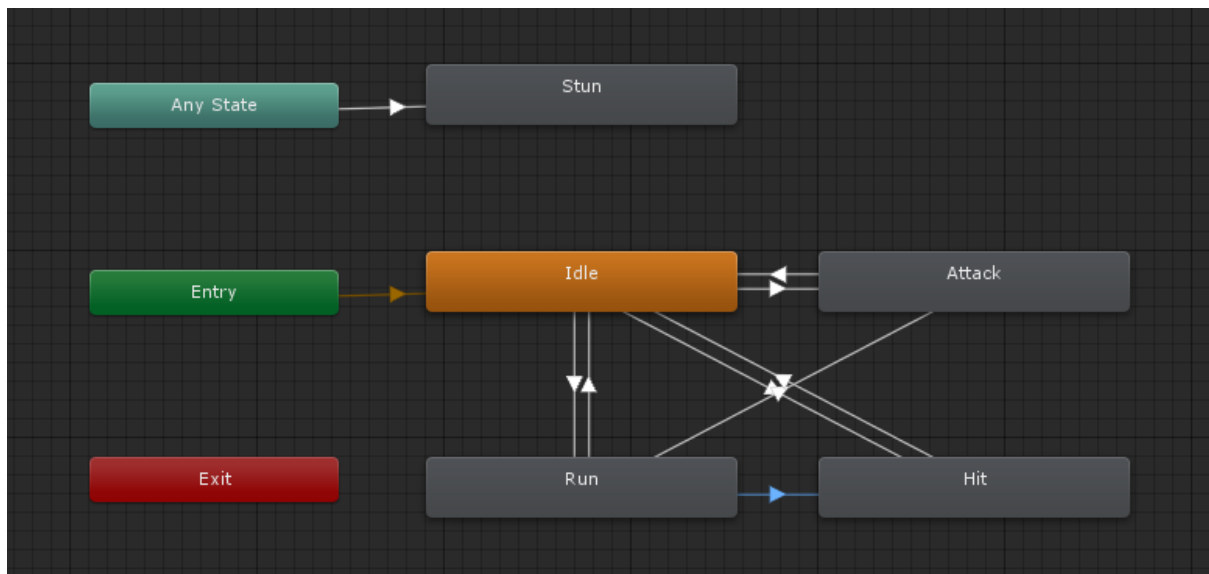 Any State
Stun
Entry
Idle
Attack
Exit
Run
Hit